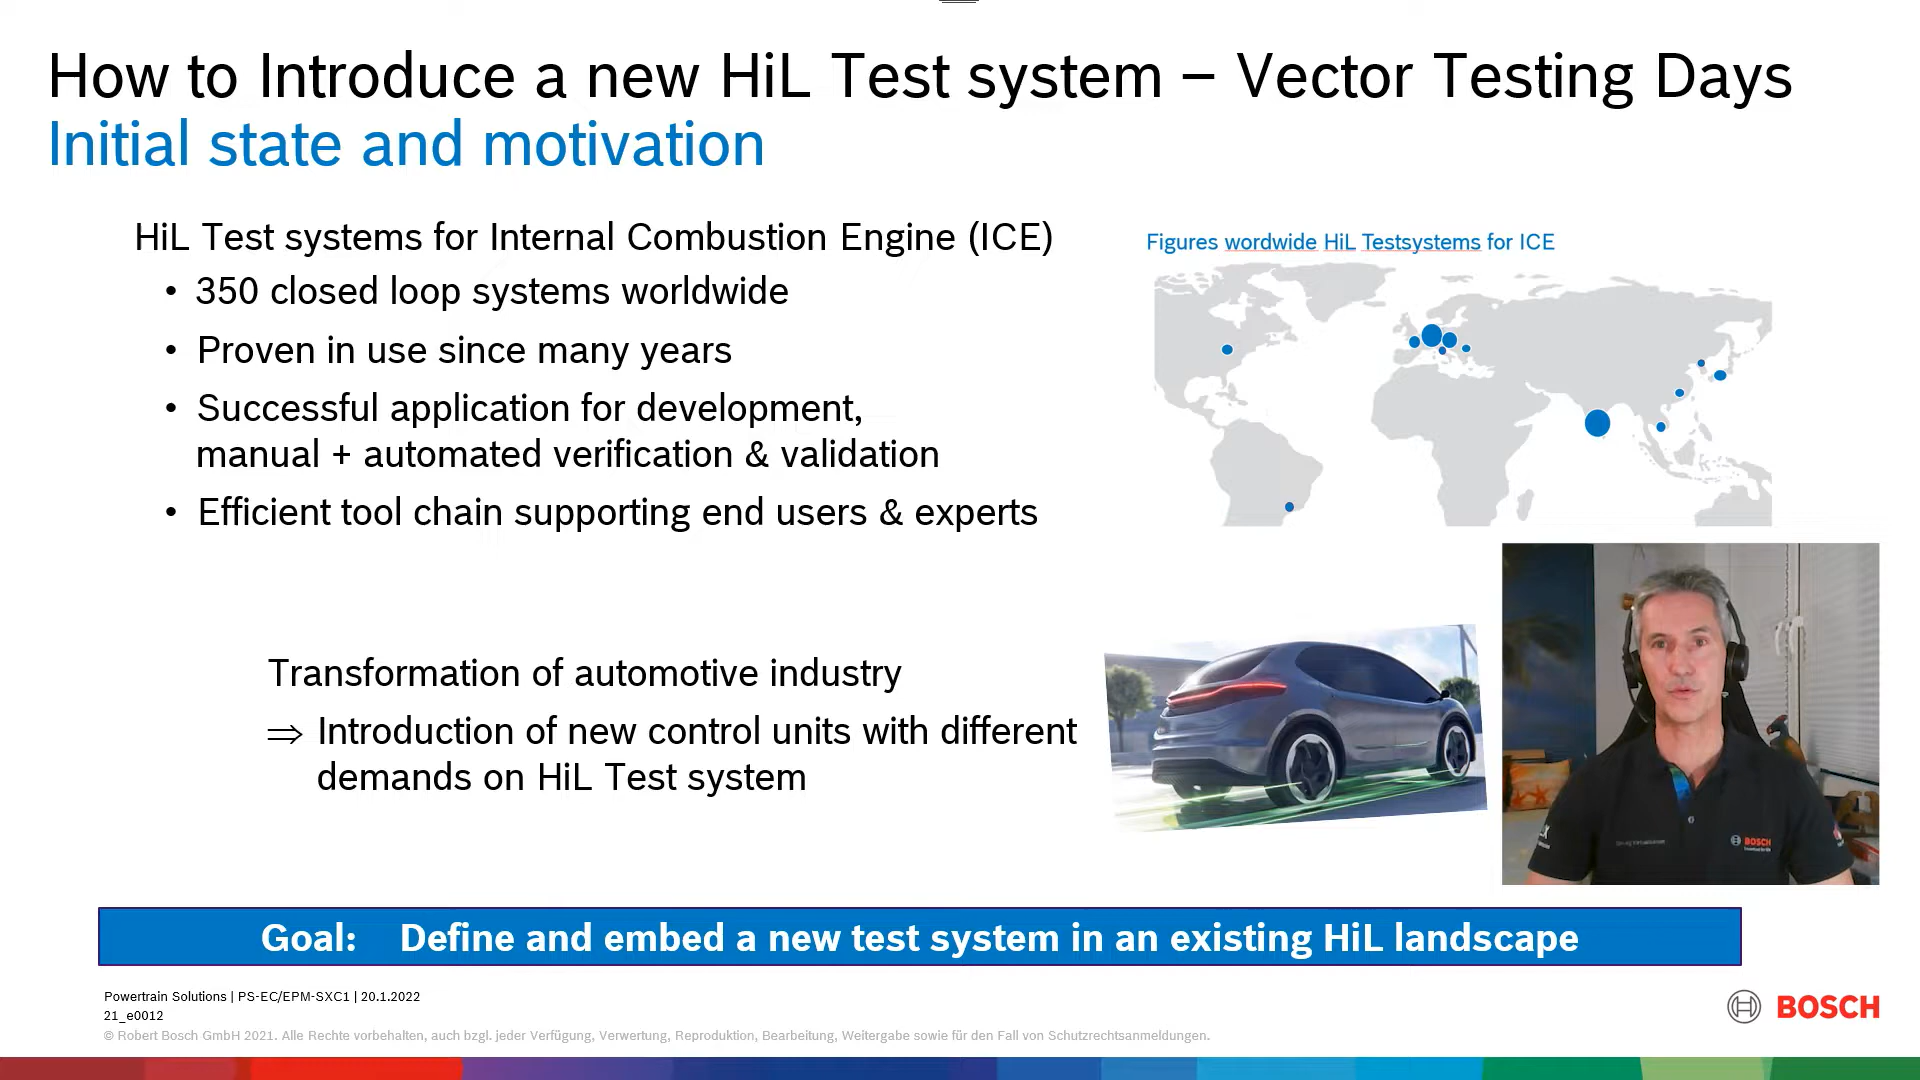 How to Introduce a new HiL Test system – Vector Testing Days
Initial state and motivation
HiL Test systems for Internal Combustion Engine (ICE)
• 350 closed loop systems worldwide
• Proven in use since many years
• Successful application for development,
manual + automated verification & validation
• Efficient tool chain supporting end users & experts
Figures wordwide HiL Testsystems for ICE
Transformation of automotive industry
⇒ Introduction of new control units with different
demands on HiL Test system
BOSCH
Goal: Define and embed a new test system in an existing HiL landscape
Powertrain Solutions | PS-EC/EPM-SXC1 | 20.1.2022
21_e0012
© Robert Bosch GmbH 2021. Alle Rechte vorbehalten, auch bzgl. jeder Verfügung, Verwertung, Reproduktion, Bearbeitung, Weitergabe sowie für den Fall von Schutzrechtsanmeldungen.
BOSCH